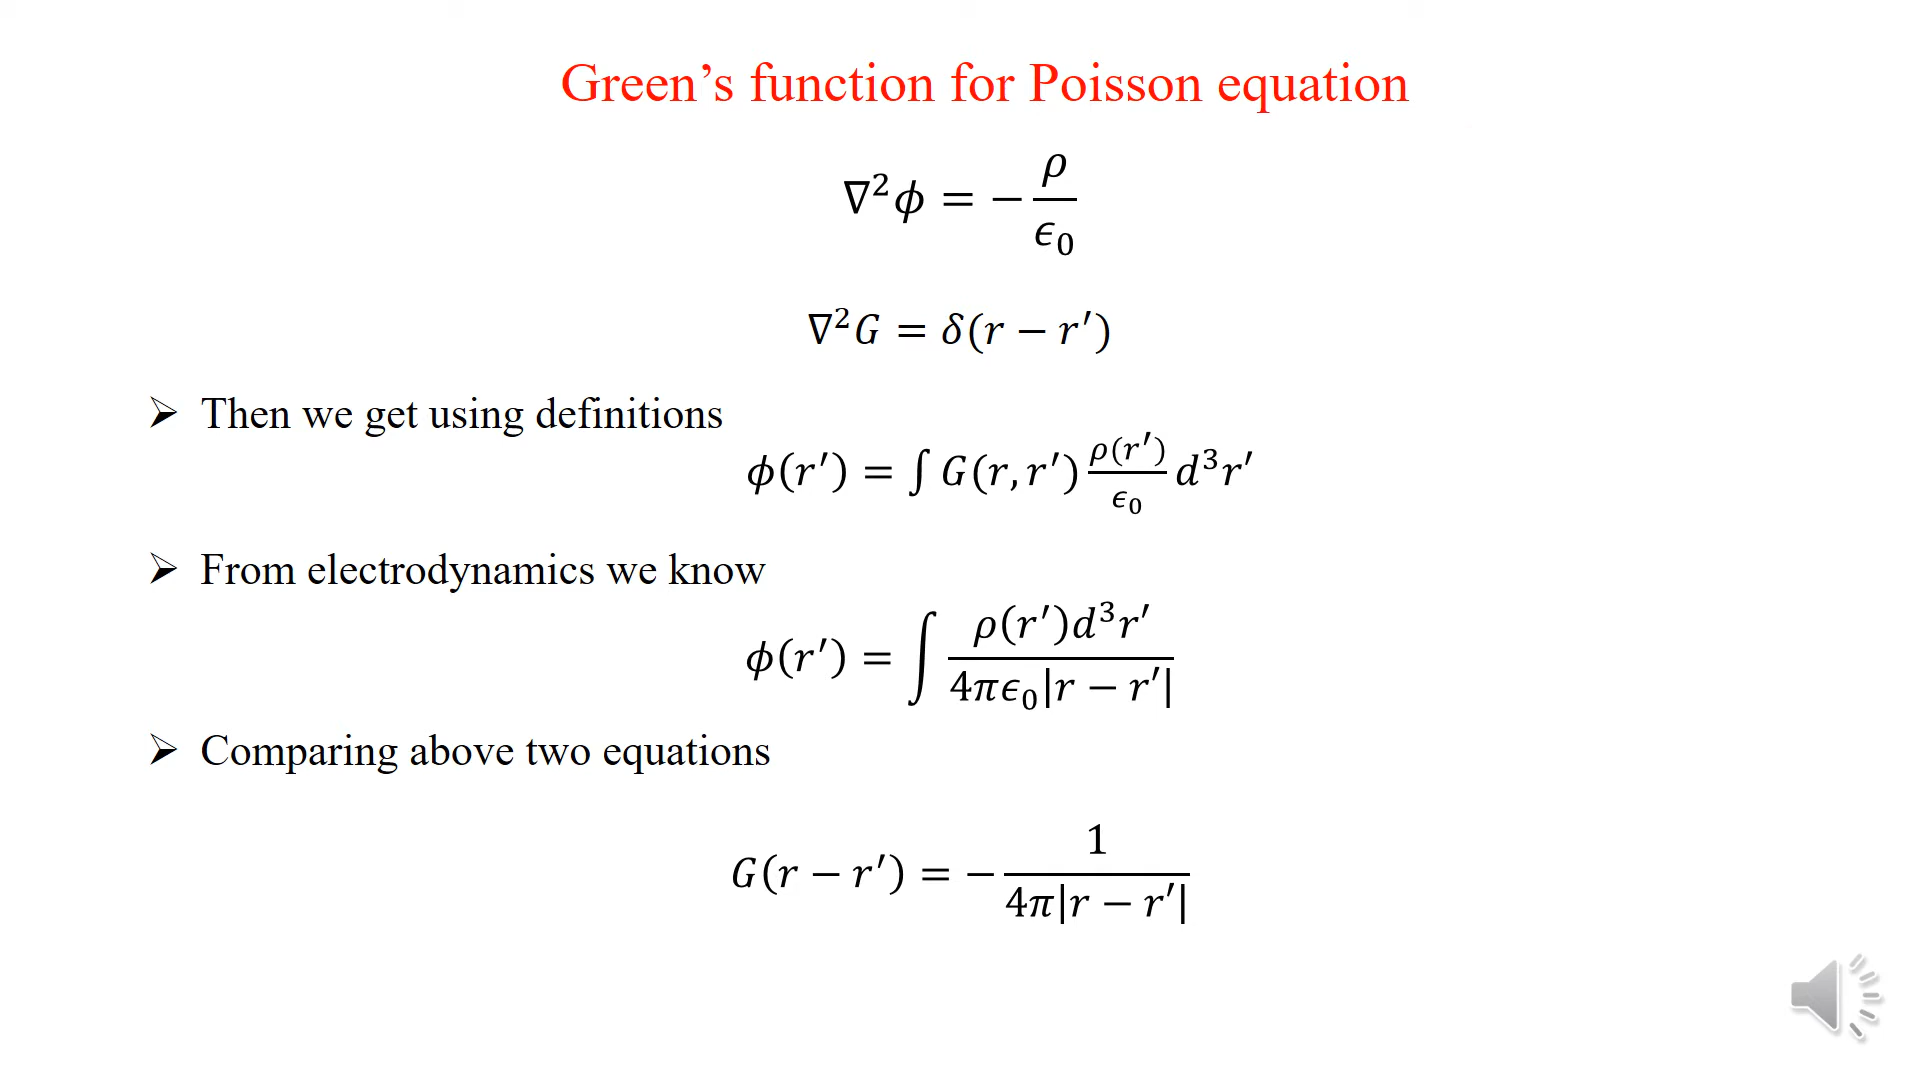 Green’s function for Poisson equation
∇²ϕ = −ρ/ϵ₀
∇²G = δ(r − r′)
➢ Then we get using definitions
ϕ(r′) = ∫ G(r, r′) ρ(r′)/ϵ₀ d³r′
➢ From electrodynamics we know
ϕ(r′) = ∫ ρ(r′)d³r′/4πϵ₀|r − r′|
➢ Comparing above two equations
G(r − r′) = −1/4π|r − r′|